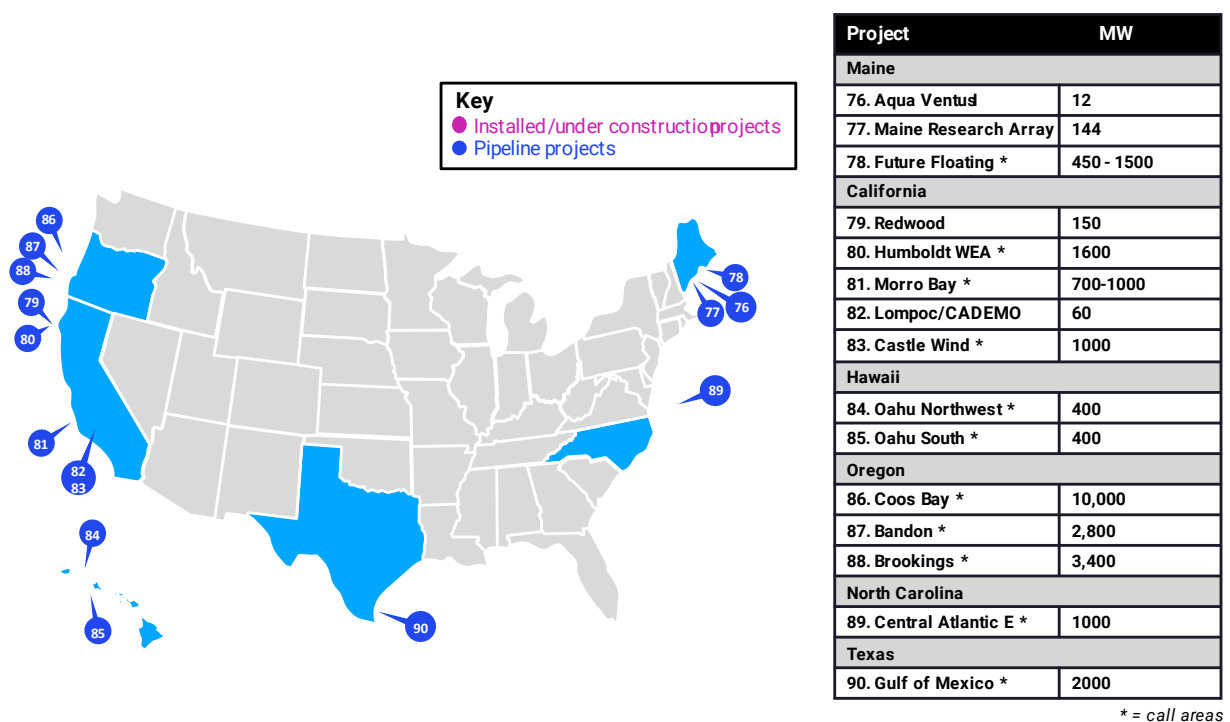 Key
Installed/under construction projects
Pipeline projects
86
87
88
79
80
81
82
83
84
85
78
76
77
89
90
Project MW
Maine
76. Aqua VentusI 12
77. Maine Research Array 144
78. Future Floating * 450 - 1500
California
79. Redwood 150
80. Humboldt WEA * 1600
81. Morro Bay * 700-1000
82. Lompoc/CADEMO 60
83. Castle Wind * 1000
Hawaii
84. Oahu Northwest * 400
85. Oahu South * 400
Oregon
86. Coos Bay * 10,000
87. Bandon * 2,800
88. Brookings * 3,400
North Carolina
89. Central Atlantic E * 1000
Texas
90. Gulf of Mexico * 2000
* = call areas